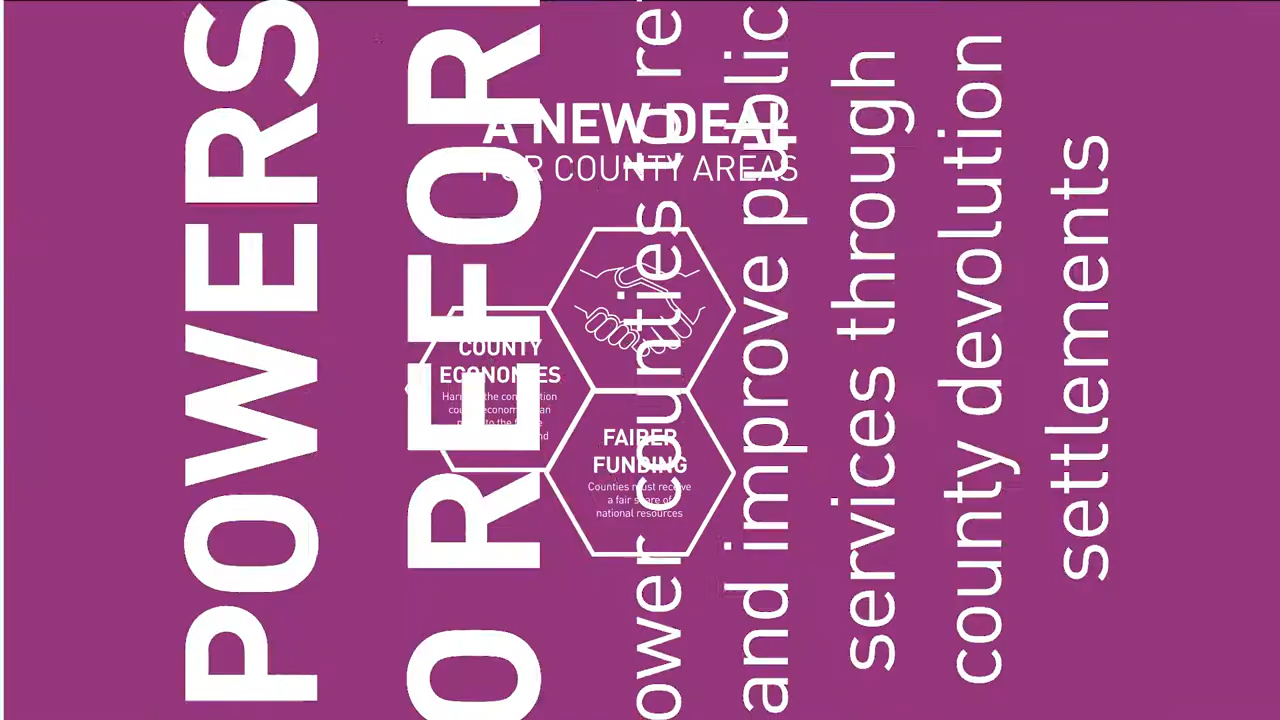 A NEW DEAL
FOR COUNTY AREAS
COUNTY
ECONOMIES
FAIRER
FUNDING
Counties must receive
a fair share of
national resources
POWERS
O REFOR
ower counties to re
and improve public
services through
county devolution
settlements